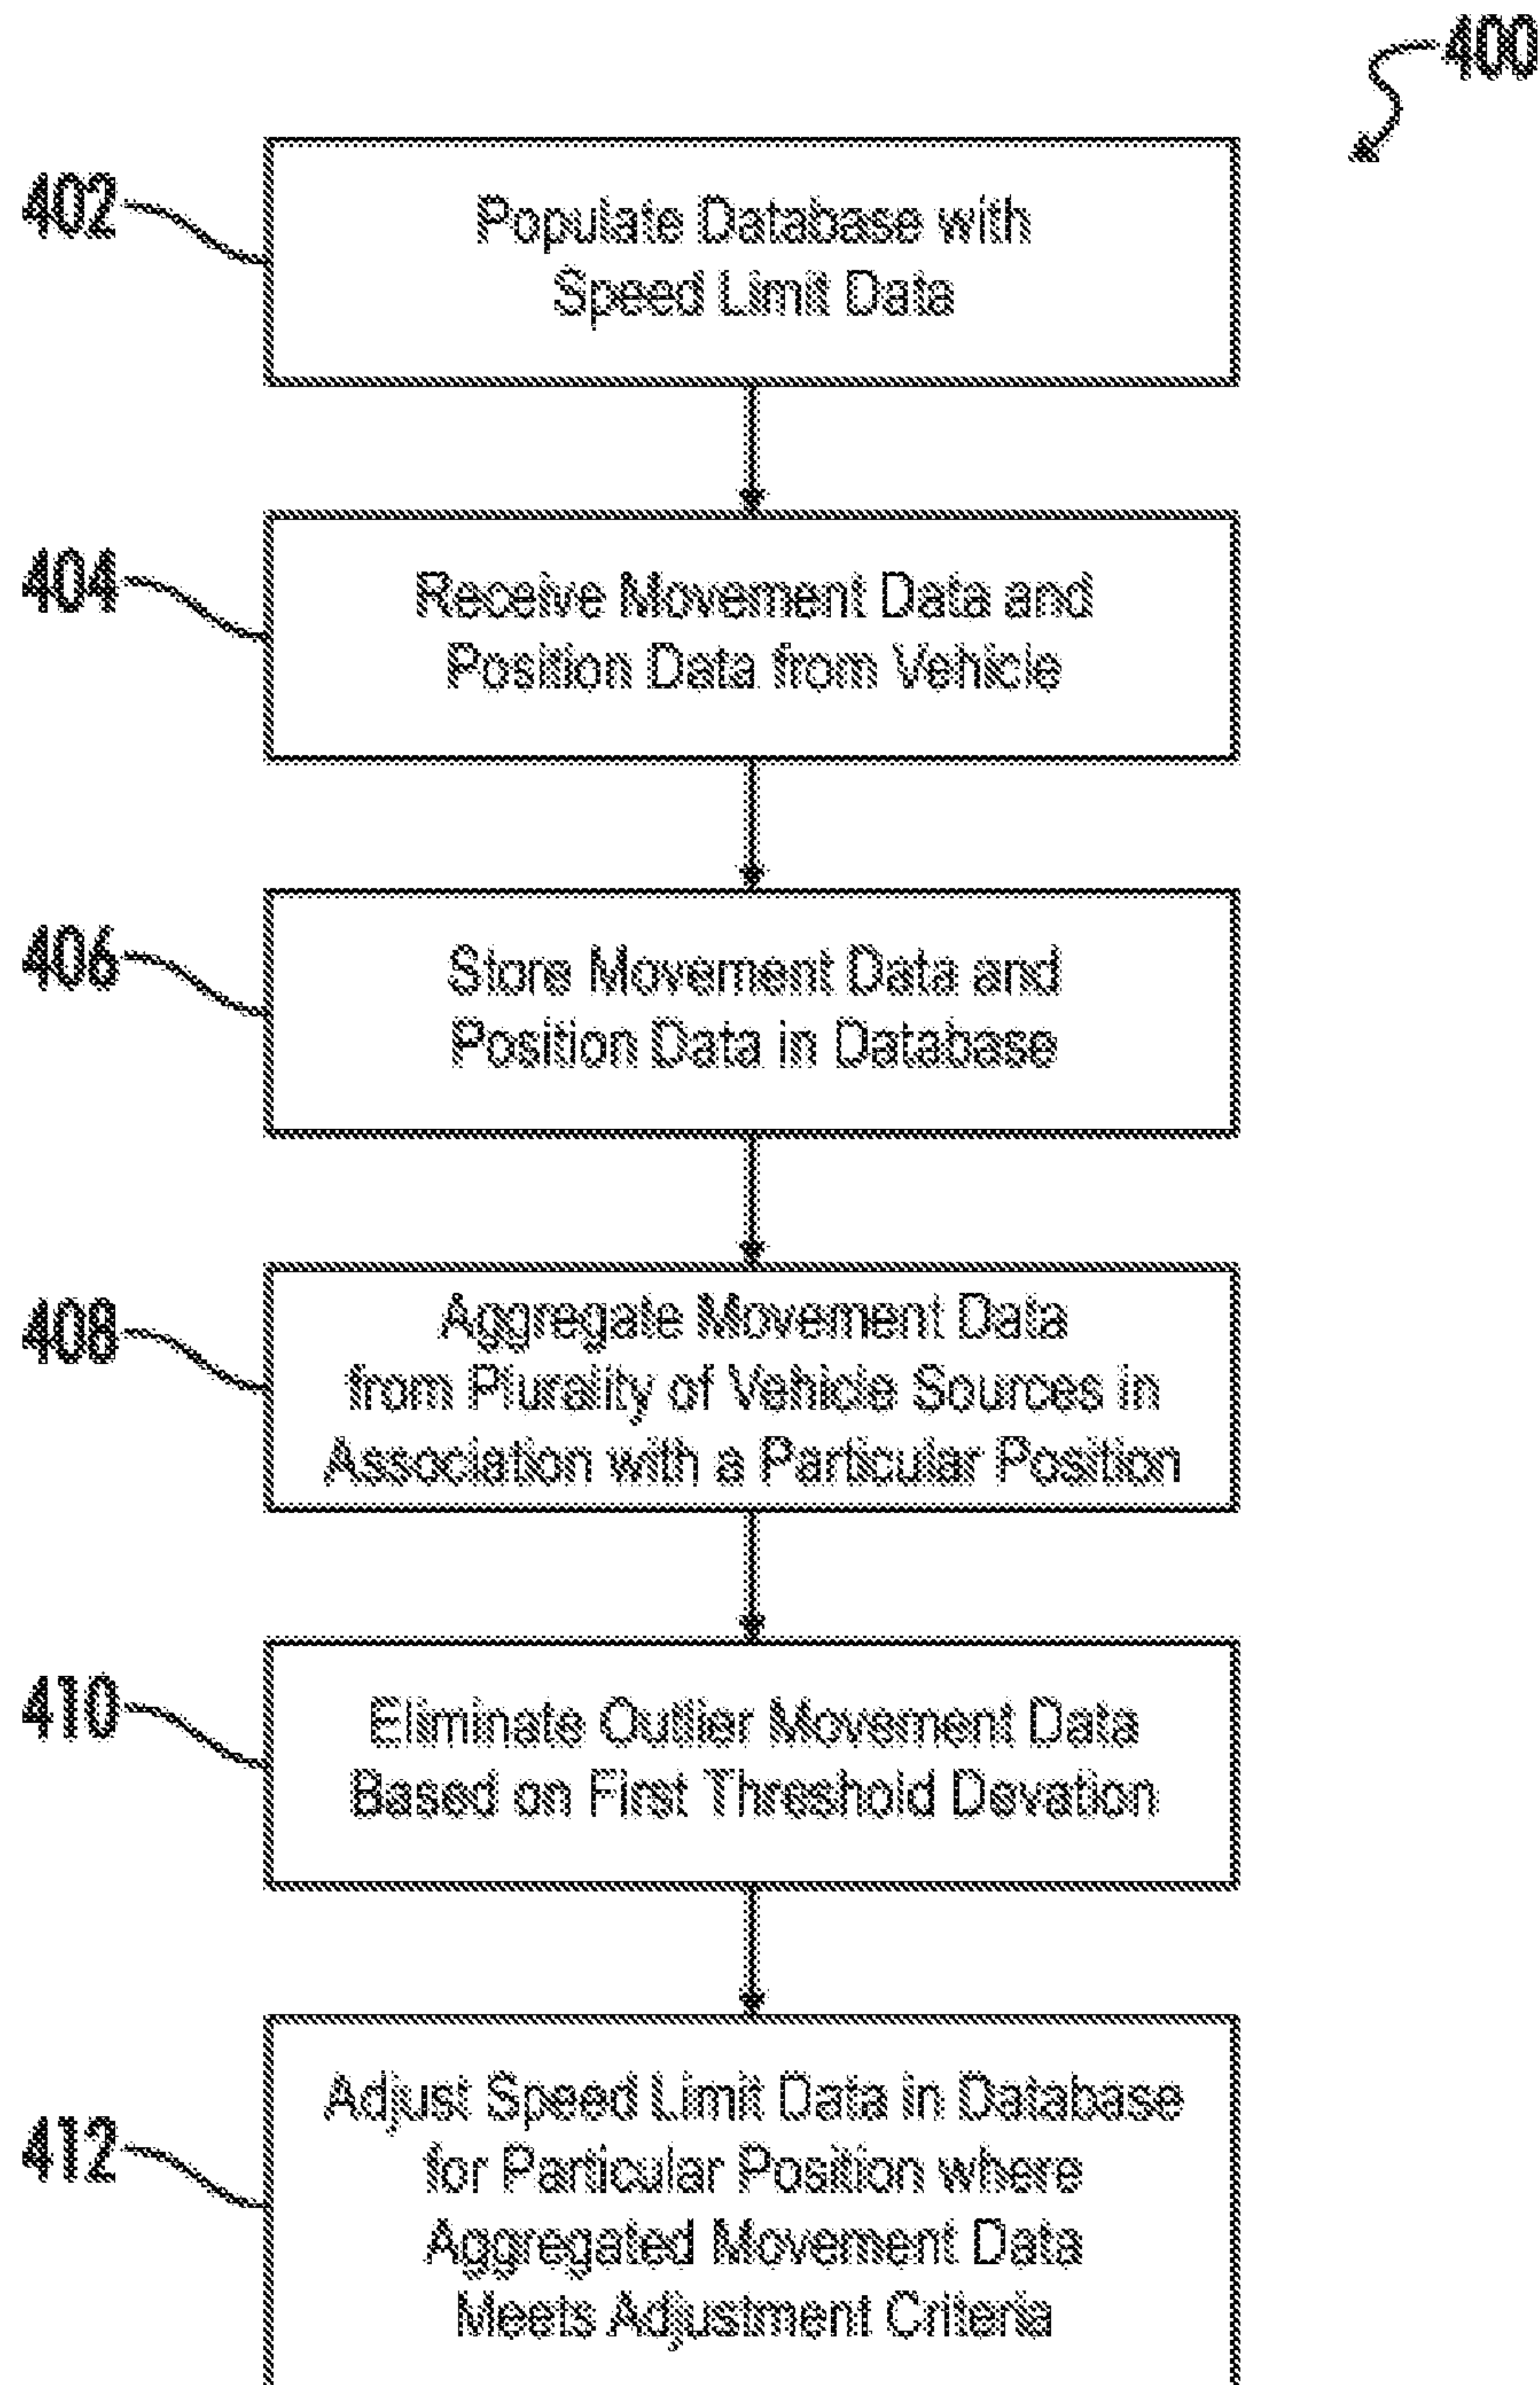 400
402
Populate Database with
Speed Limit Data
404
Receive Movement Data and
Position Data from Vehicle
406
Store Movement Data and
Position Data in Database
408
Aggregate Movement Data
from Plurality of Vehicle Sources in
Association with a Particular Position
410
Eliminate Outlier Movement Data
Based on First Threshold Devation
412
Adjust Speed Limit Data in Database
for Particular Position where
Aggregated Movement Data
Meets Adjustment Criteria